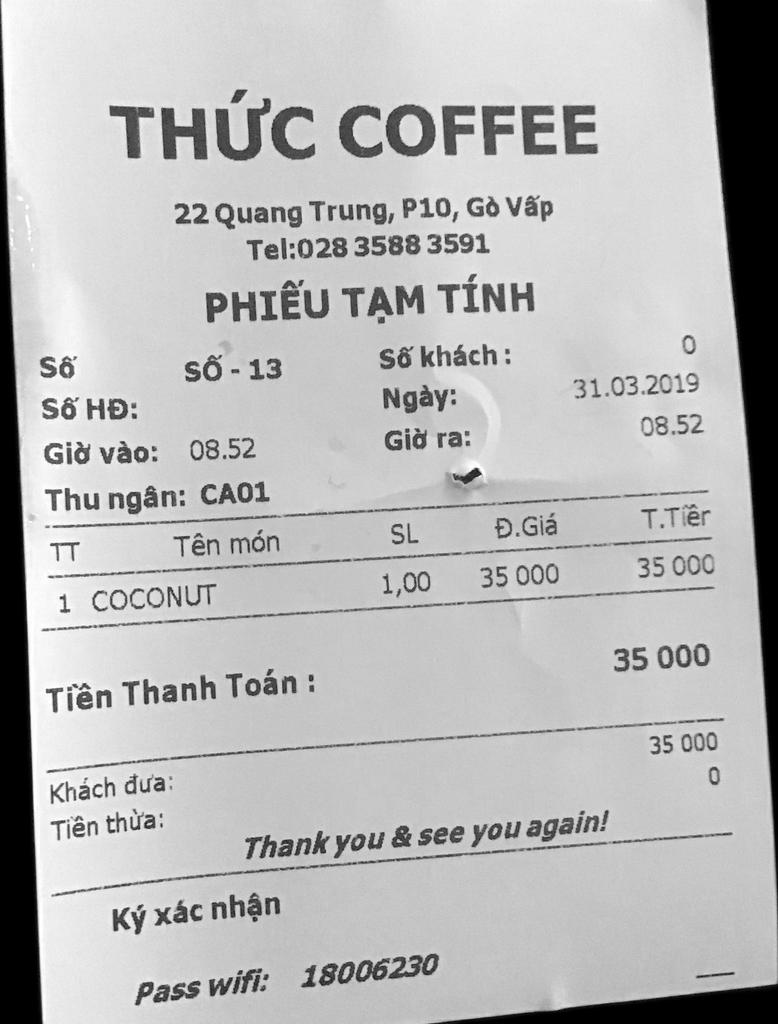 THỨC COFFEE
22 Quang Trung, P10, Gò Vấp
Tel:028 3588 3591
PHIẾU TẠM TÍNH
Số SỐ - 13 Số khách : 0
Số HĐ: Ngày: 31.03.2019
Giờ vào: 08.52 Giờ ra: 08.52
Thu ngân: CA01
TT Tên món SL Đ.Giá T.Tiền
1 COCONUT 1,00 35 000 35 000
Tiền Thanh Toán : 35 000
Khách đưa: 35 000
Tiền thừa: 0
Thank you & see you again!
Ký xác nhận
Pass wifi: 18006230